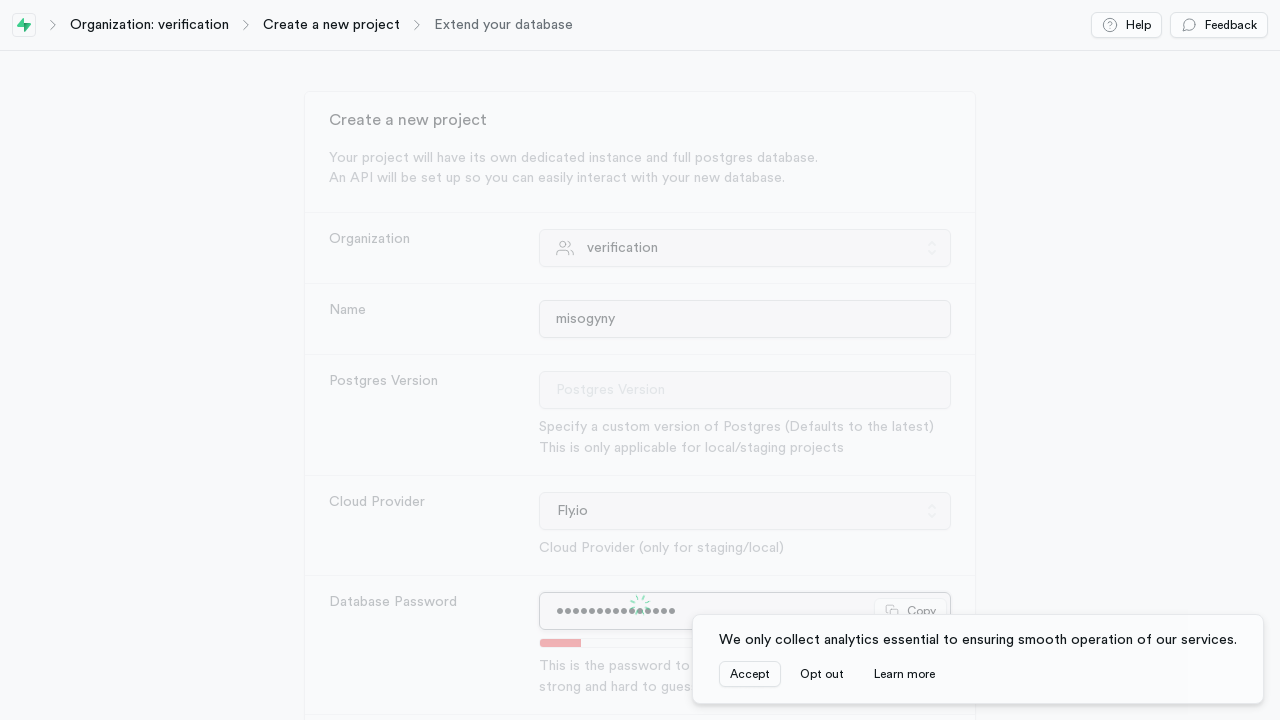 Organization: verification
Create a new project
Extend your database
Help
Feedback
Create a new project
Your project will have its own dedicated instance and full postgres database.
An API will be set up so you can easily interact with your new database.
Organization
verification
Name
misogyny
Postgres Version
Postgres Version
Specify a custom version of Postgres (Defaults to the latest)
This is only applicable for local/staging projects
Cloud Provider
Fly.io
Cloud Provider (only for staging/local)
Database Password
Copy
This is the password to
strong and hard to gues
We only collect analytics essential to ensuring smooth operation of our services.
Accept
Opt out
Learn more